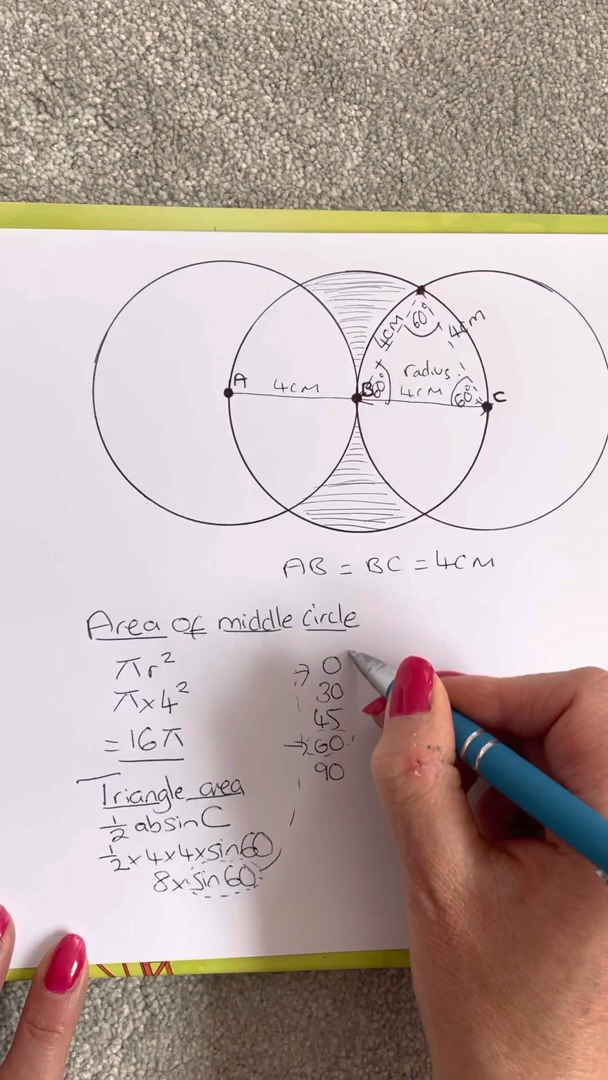 60°
4cm 4cm
A B radius C
4cm 60° 4cm 60°
AB = BC = 4cm
Area of middle circle
πr²
π×4²
= 16π
→ 0
30
45
→ 60
90
Triangle area
½ absinC
½×4×4×sin60
8×sin60